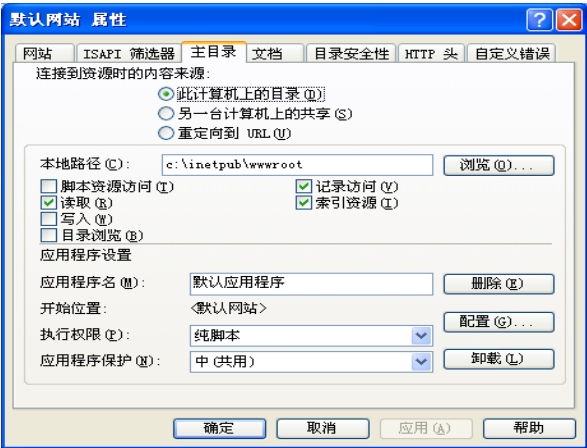 默认网站 属性
网站 ISAPI 筛选器 主目录 文档 目录安全性 HTTP 头 自定义错误
连接到资源时的内容来源:
此计算机上的目录(D)
另一台计算机上的共享(S)
重定向到 URL(U)
本地路径(C): c:\inetpub\wwwroot 浏览(O)...
脚本资源访问(T) 记录访问(V)
读取(R) 索引资源(I)
写入(W)
目录浏览(B)
应用程序设置
应用程序名(M): 默认应用程序 删除(E)
开始位置: <默认网站>
配置(G)...
执行权限(P): 纯脚本
应用程序保护(N): 中(共用) 卸载(L)
确定 取消 应用(A) 帮助